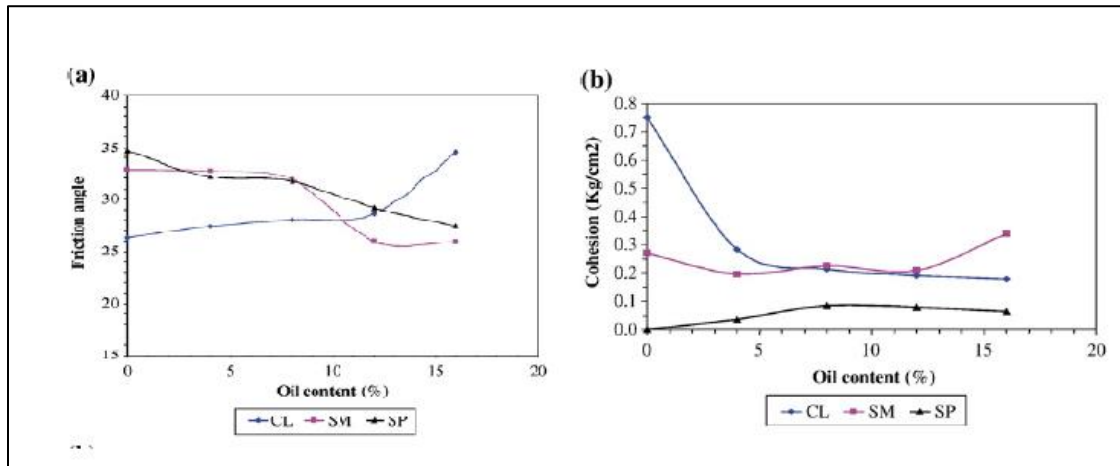 (a)
40
35
30
25
20
15
Friction angle
0 5 10 15 20
Oil content (%)
CL SM SP
(b)
0.8
0.7
0.6
0.5
0.4
0.3
0.2
0.1
0.0
Cohesion (Kg/cm2)
0 5 10 15 20
Oil content (%)
CL SM SP